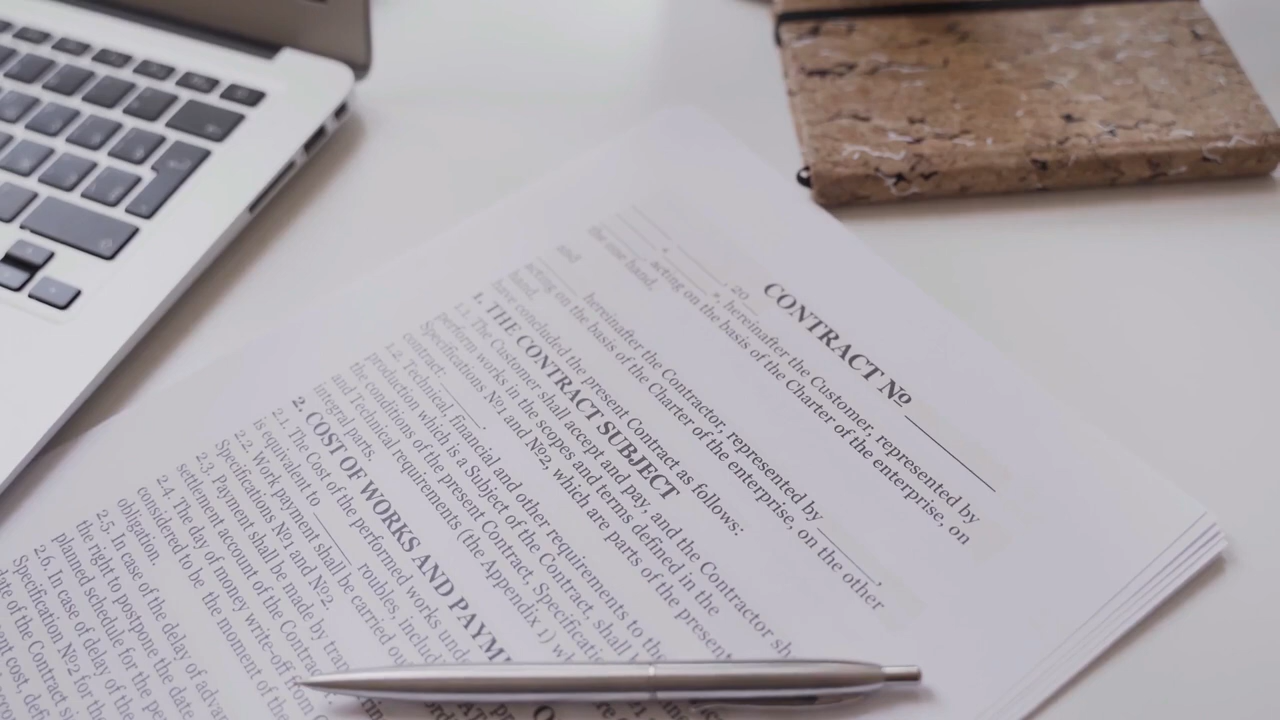 CONTRACT №
20
hereinafter the Customer, represented by
acting on the basis of the Charter of the enterprise, on
the one hand,
and
hereinafter the Contractor, represented by
acting on the basis of the Charter of the enterprise, on the other
hand,
have concluded the present Contract as follows:
1. THE CONTRACT SUBJECT
1.1. The Customer shall accept and pay, and the Contractor
perform works in the scopes and terms defined in the
Specifications №1 and №2, which are parts of the present
contract:
1.2. Technical, financial and other requirements to the
production which is a Subject of the Contract, shall
the conditions of the present Contract,
and Technical requirements (the Appendix 1)
integral parts.
2. COST OF WORKS AND
2.1. The Cost of the performed works
is equivalent to roubles,
2.2. Work payment shall be carried
Specifications №1 and №2.
2.3. Payment shall be made by
settlement account of the
2.4. The day of money write-off from
considered to be the moment of the
obligation.
2.5. In case of the delay of
the right to postpone the date
planned schedule for the
2.6. In case of delay of the
Specification №2 for the
of the Contract
cost,